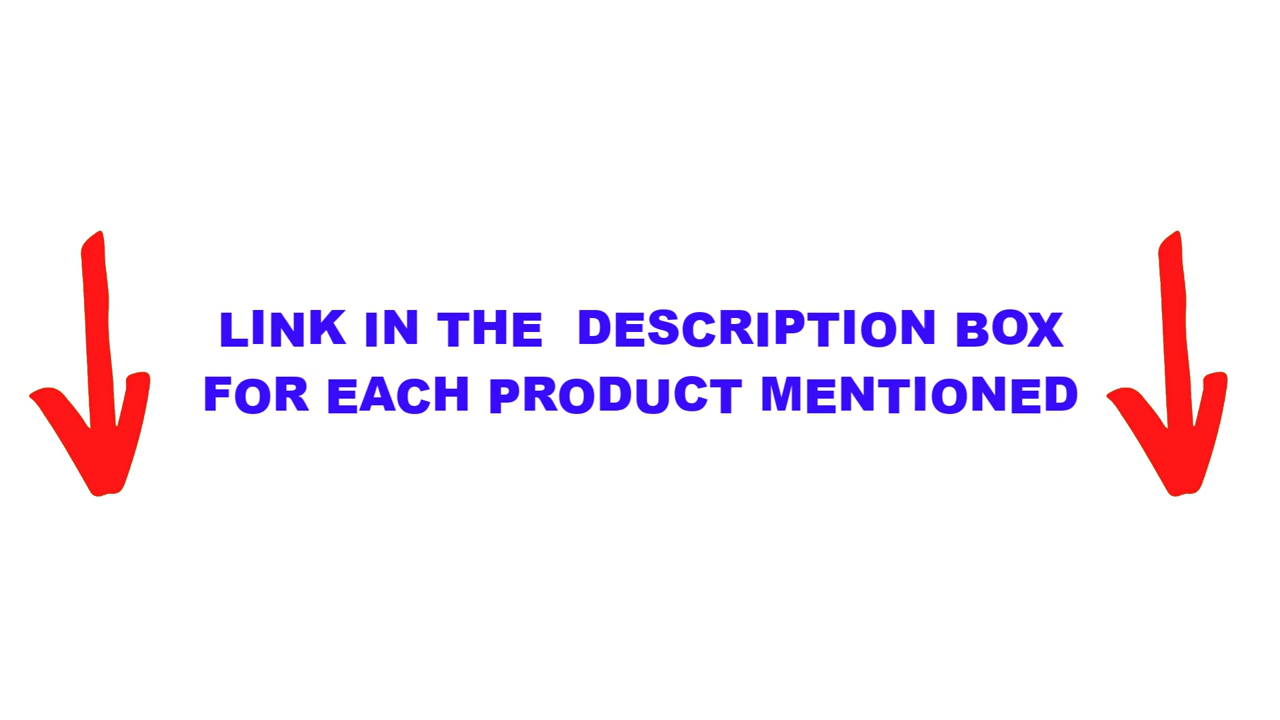 LINK IN THE  DESCRIPTION BOX
FOR EACH PRODUCT MENTIONED